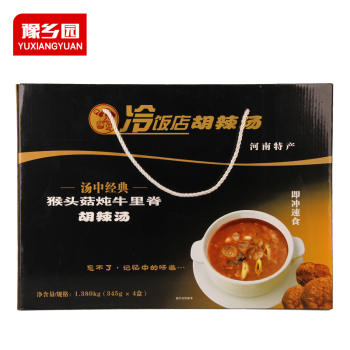 豫乡园
YUXIANGYUAN
冷饭店胡辣汤
河南特产
汤中经典
猴头菇炖牛里脊
胡辣汤
即冲速食
忘不了，记忆中的味道…
净含量/规格：1.380kg（345g×4盒）